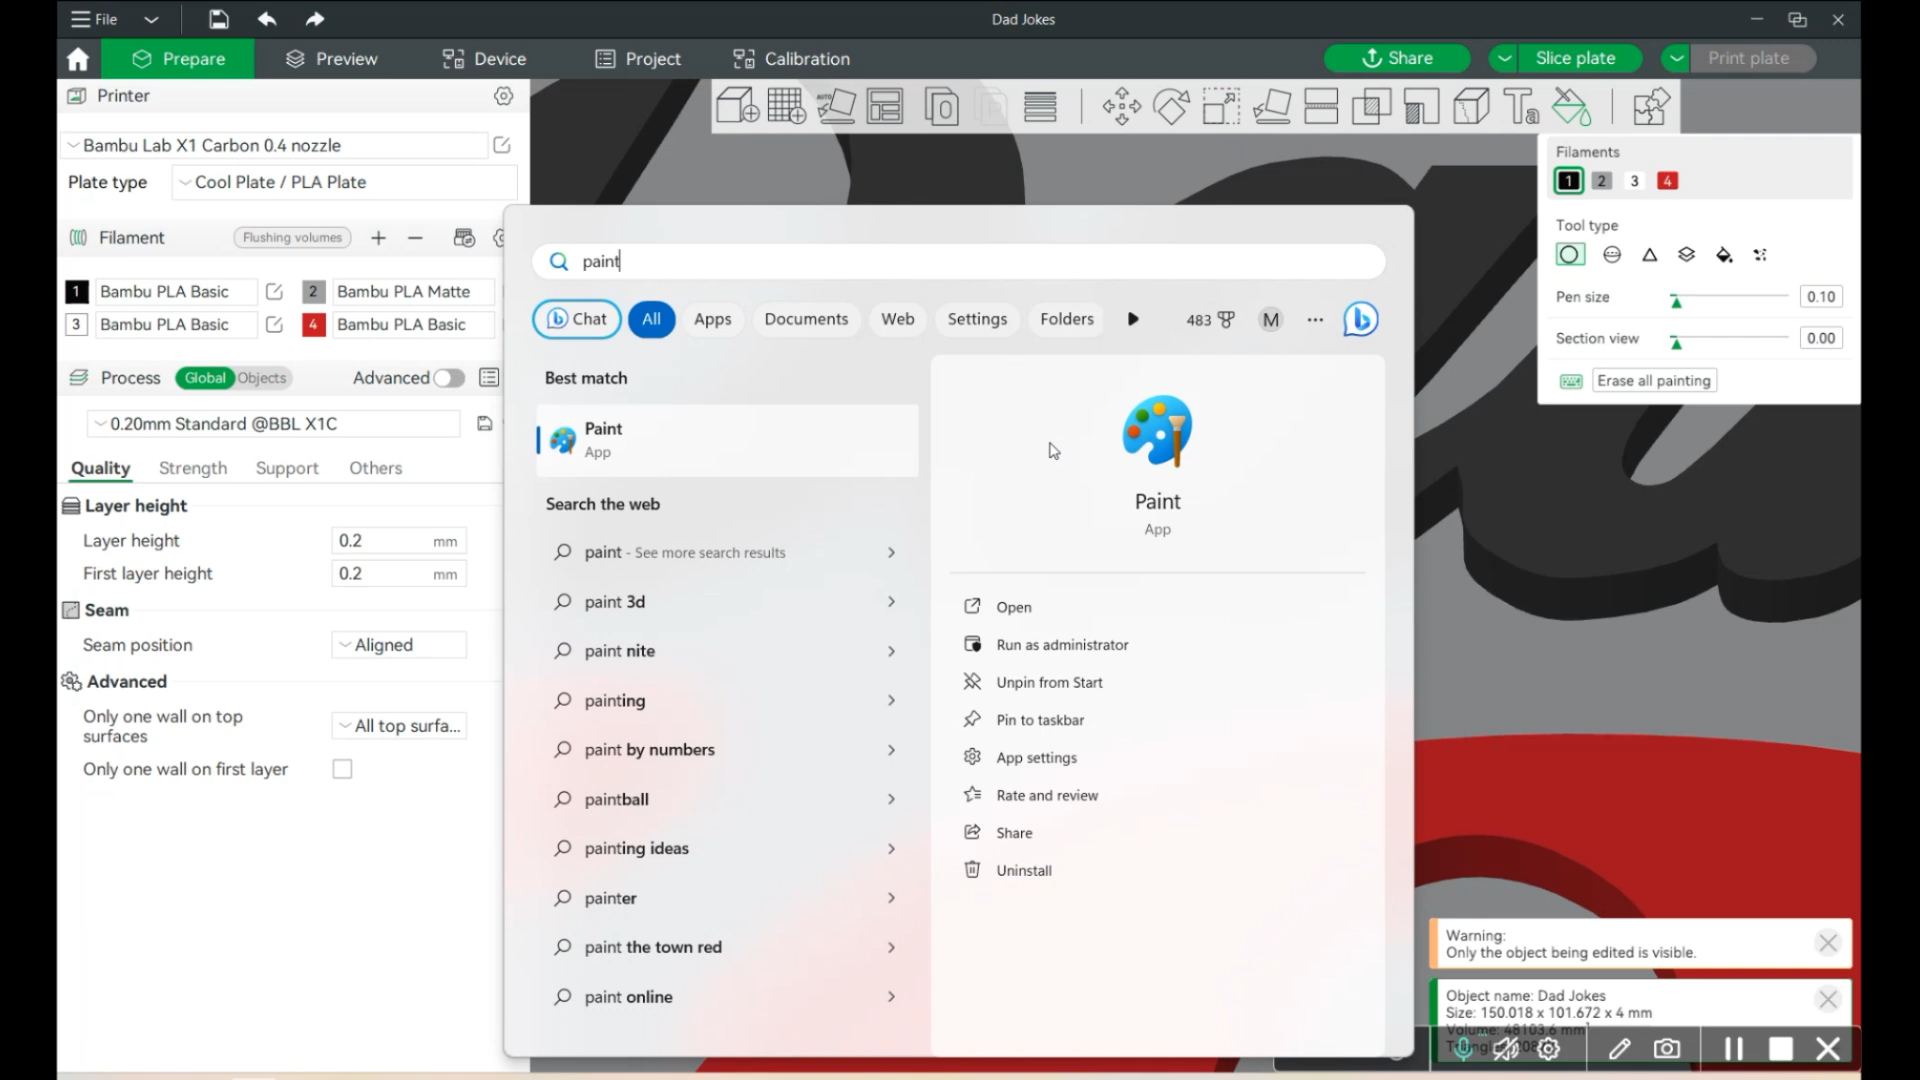 File
Dad Jokes
Prepare
Preview
Device
Project
Calibration
Share
Slice plate
Print plate
Printer
Bambu Lab X1 Carbon 0.4 nozzle
Plate type
Cool Plate / PLA Plate
Filament
Flushing volumes
1 Bambu PLA Basic
2 Bambu PLA Matte
3 Bambu PLA Basic
4 Bambu PLA Basic
Process
Global
Objects
Advanced
0.20mm Standard @BBL X1C
Quality
Strength
Support
Others
Layer height
Layer height 0.2 mm
First layer height 0.2 mm
Seam
Seam position Aligned
Advanced
Only one wall on top
surfaces
All top surfa...
Only one wall on first layer
AUTO
Ta
Filaments
1 2 3 4
Tool type
Pen size 0.10
Section view 0.00
Erase all painting
paint
Chat
All
Apps
Documents
Web
Settings
Folders
483
M
Best match
Paint
App
Search the web
paint - See more search results
paint 3d
paint nite
painting
paint by numbers
paintball
painting ideas
painter
paint the town red
paint online
Paint
App
Open
Run as administrator
Unpin from Start
Pin to taskbar
App settings
Rate and review
Share
Uninstall
Warning:
Only the object being edited is visible.
Object name: Dad Jokes
Size: 150.018 x 101.672 x 4 mm
Volume: 48103.6 mm³